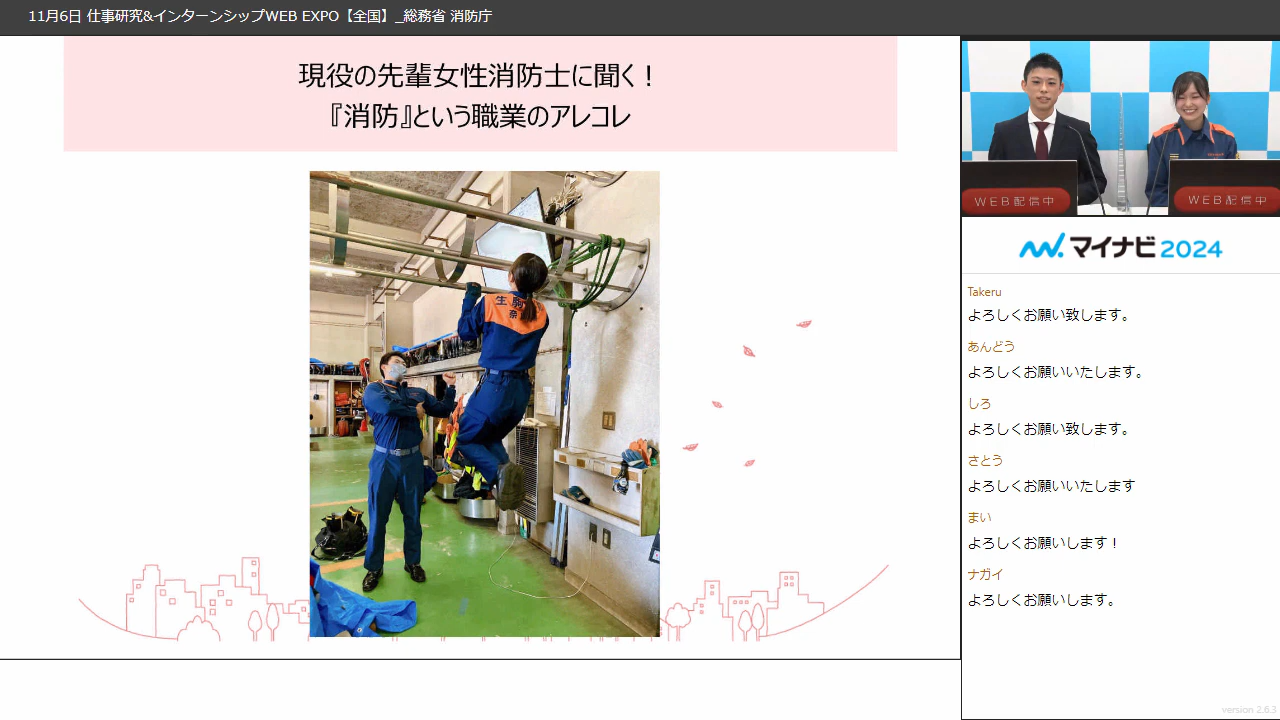 11月6日 仕事研究&インターンシップWEB EXPO【全国】_総務省 消防庁
現役の先輩女性消防士に聞く！
『消防』という職業のアレコレ
生駒
WEB配信中
WEB配信中
マイナビ2024
Takeru
よろしくお願い致します。
あんどう
よろしくお願いいたします。
しろ
よろしくお願い致します。
さとう
よろしくお願いいたします
まい
よろしくお願いします！
ナガイ
よろしくお願いします。
version 2.6.3